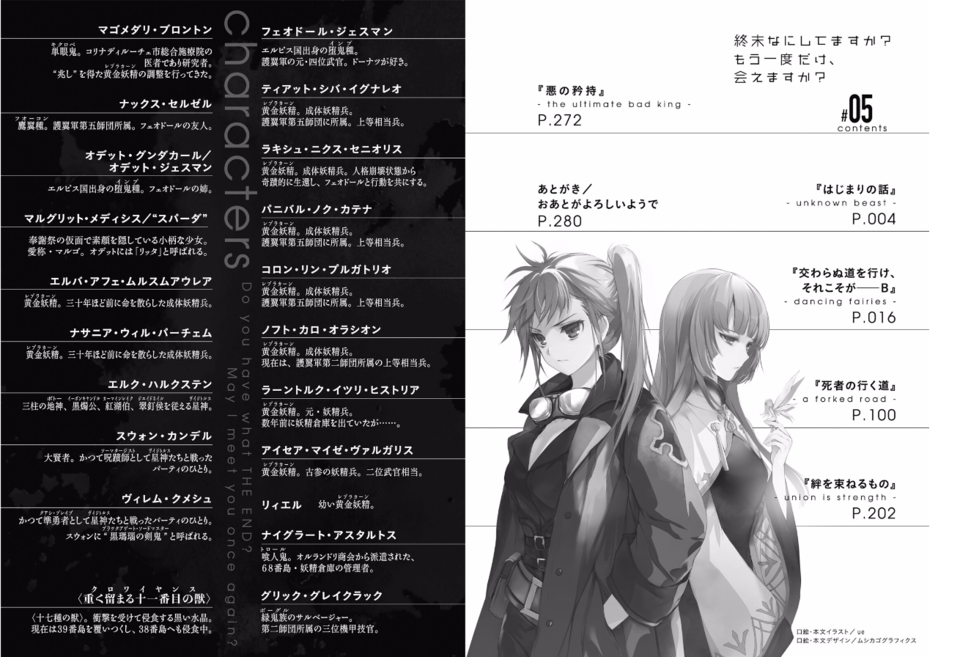 終末なにしてますか?
もう一度だけ、
会えますか?
#05
contents
『はじまりの話』
- unknown beast -
P.004
『交わらぬ道を行け、
それこそが――B』
- dancing fairies -
P.016
『死者の行く道』
- a forked road -
P.100
『絆を束ねるもの』
- union is strength -
P.202
『悪の矜持』
- the ultimate bad king -
P.272
あとがき/
おあとがよろしいようで
P.280
口絵・本文イラスト/ue
口絵・本文デザイン/ムシカゴグラフィクス
フェオドール・ジェスマン
エルピス国出身の堕鬼種。
護翼軍の元・四位武官。ドーナツが好き。
ティアット・シバ・イグナレオ
黄金妖精。成体妖精兵。
護翼軍第五師団に所属。上等相当兵。
ラキシュ・ニクス・セニオリス
黄金妖精。成体妖精兵。人格崩壊状態から
奇蹟的に生還し、フェオドールと行動を共にする。
パニバル・ノク・カテナ
黄金妖精。成体妖精兵。
護翼軍第五師団に所属。上等相当兵。
コロン・リン・プルガトリオ
黄金妖精。成体妖精兵。
護翼軍第五師団に所属。上等相当兵。
ノフト・カロ・オラシオン
黄金妖精。成体妖精兵。
現在は、護翼軍第二師団所属の上等相当兵。
ラーントルク・イツリ・ヒストリア
黄金妖精。元・妖精兵。
数年前に妖精倉庫を出ていたが……。
アイセア・マイゼ・ヴァルガリス
黄金妖精。古参の妖精兵。二位武官相当。
リィエル 幼い黄金妖精。
ナイグラート・アスタルトス
喰人鬼。オルランドリ商会から派遣された、
68番島・妖精倉庫の管理者。
グリック・グレイクラック
緑鬼族のサルベージャー。
第二師団所属の三位機甲技官。
characters
Do you have what THE END?
May I meet you once again?
マゴメダリ・ブロントン
単眼鬼。コリナディルーチェ市総合施療院の
医者であり研究者。
“兆し”を得た黄金妖精の調整を行ってきた。
ナックス・セルゼル
鷹翼種。護翼軍第五師団所属。フェオドールの友人。
オデット・グンダカール/
オデット・ジェスマン
エルピス国出身の堕鬼種。フェオドールの姉。
マルグリット・メディシス/“スパーダ”
奉謝祭の仮面で素顔を隠している小柄な少女。
愛称・マルゴ。オデットには「リッタ」と呼ばれる。
エルバ・アフェ・ムルスムアウレア
黄金妖精。三十年ほど前に命を散らした成体妖精兵。
ナサニア・ウィル・パーチェム
黄金妖精。三十年ほど前に命を散らした成体妖精兵。
エルク・ハルクステン
三柱の地神、黒燭公、紅湖伯、翠釘侯を従える星神。
スウォン・カンデル
大賢者。かつて呪蹟師として星神たちと戦った
パーティのひとり。
ヴィレム・クメシュ
かつて準勇者として星神たちと戦ったパーティのひとり。
スウォンに“黒瑪瑙の剣鬼”と呼ばれる。
〈重く留まる十一番目の獣〉
〈十七種の獣〉。衝撃を受けて侵食する黒い水晶。
現在は39番島を覆いつくし、38番島へも侵食中。